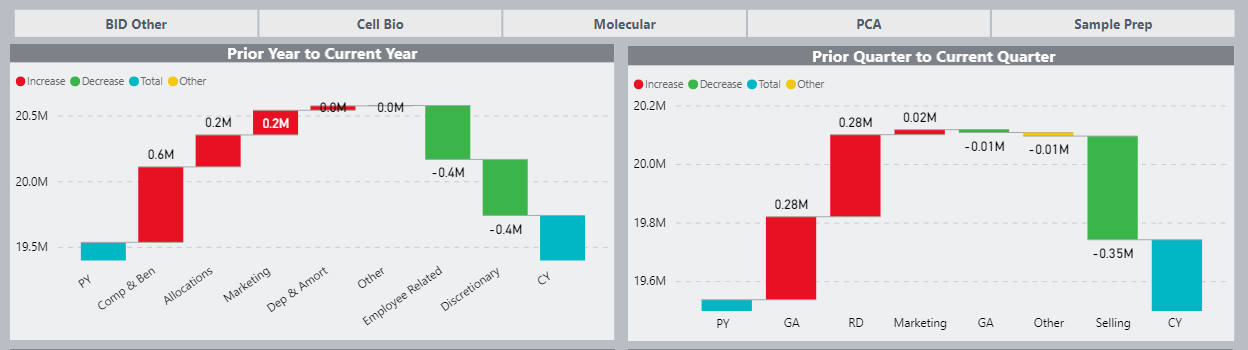 BID Other Cell Bio Molecular PCA Sample Prep
Prior Year to Current Year
Increase Decrease Total Other
20.5M
20.0M
19.5M
0.6M
0.2M
0.2M
0.0M
0.0M
-0.4M
-0.4M
PY Comp & Ben Allocations Marketing Dep & Amort Other Employee Related Discretionary CY
Prior Quarter to Current Quarter
Increase Decrease Total Other
20.2M
20.0M
19.8M
19.6M
0.28M
0.28M
0.02M
-0.01M
-0.01M
-0.35M
PY GA RD Marketing GA Other Selling CY